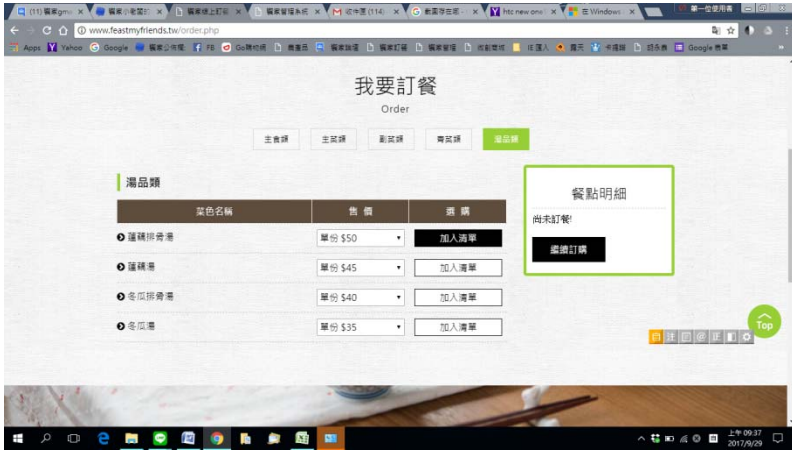 www.feastmyfriends.tw/order.php
Apps Yahoo Google FB Google
我要訂餐
Order
主食類 主菜類 副菜類 青菜類 湯品類
湯品類
菜色名稱 售 價 選 購
蓮藕排骨湯 單份 $50 加入清單
蓮藕湯 單份 $45 加入清單
冬瓜排骨湯 單份 $40 加入清單
冬瓜湯 單份 $35 加入清單
餐點明細
尚未訂餐!
繼續訂購
Top
上午 09:37
2017/9/29